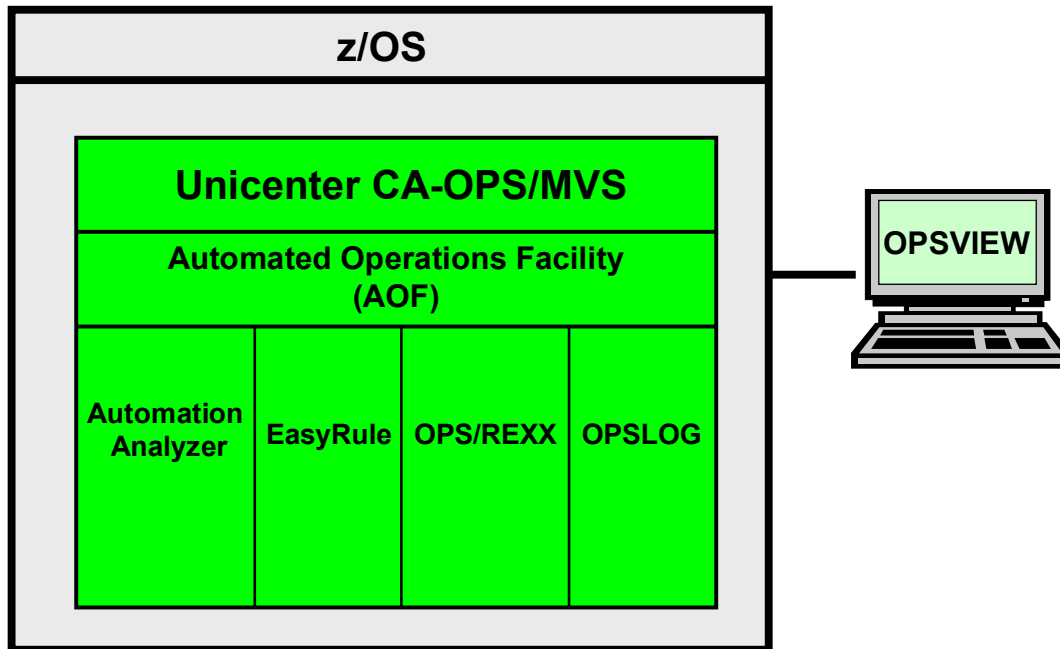 z/OS
Unicenter CA-OPS/MVS
Automated Operations Facility
(AOF)
OPSVIEW
Automation
Analyzer
EasyRule
OPS/REXX
OPSLOG